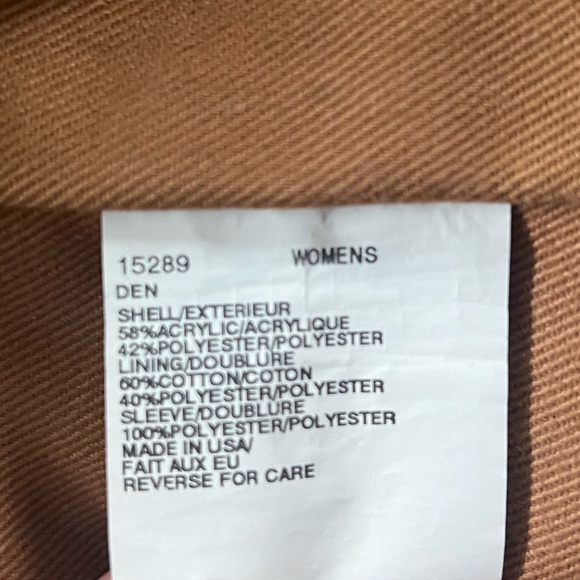 15289 WOMENS
DEN
SHELL/EXTERIEUR
58%ACRYLIC/ACRYLIQUE
42%POLYESTER/POLYESTER
LINING/DOUBLURE
60%COTTON/COTON
40%POLYESTER/POLYESTER
SLEEVE/DOUBLURE
100%POLYESTER/POLYESTER
MADE IN USA/
FAIT AUX EU
REVERSE FOR CARE